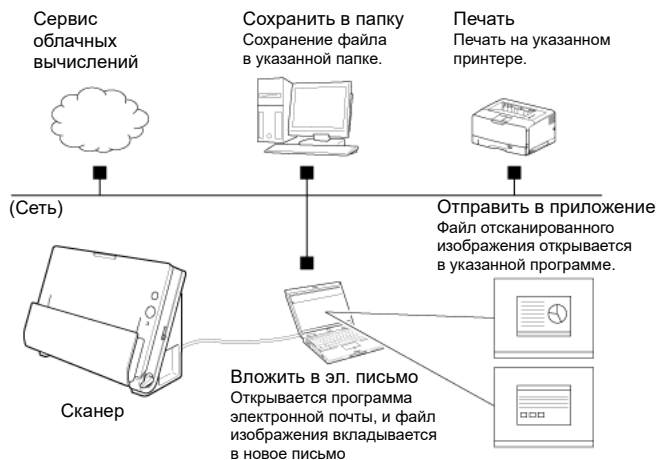 Сервис
облачных
вычислений
Сохранить в папку
Сохранение файла
в указанной папке.
Печать
Печать на указанном
принтере.
(Сеть)
Отправить в приложение
Файл отсканированного
изображения открывается
в указанной программе.
Сканер
Вложить в эл. письмо
Открывается программа
электронной почты, и файл
изображения вкладывается
в новое письмо